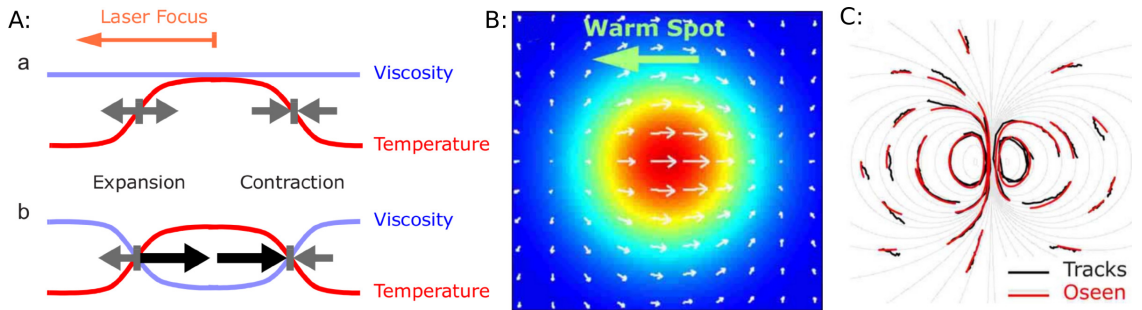 A:
Laser Focus
a
Viscosity
Temperature
Expansion
Contraction
b
Viscosity
Temperature
B:
Warm Spot
C:
Tracks
Oseen